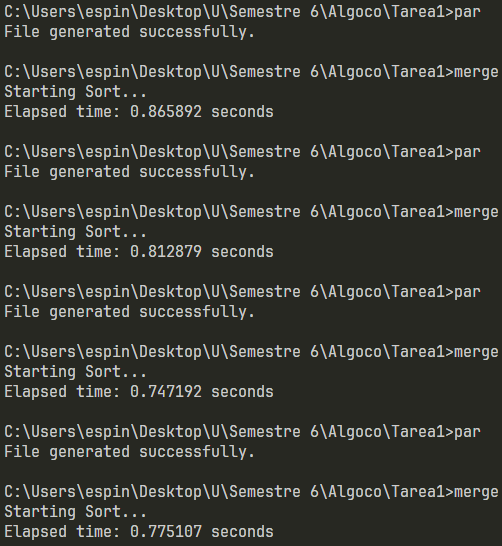 C:\Users\espin\Desktop\U\Semestre 6\Algoco\Tarea1>par
File generated successfully.
C:\Users\espin\Desktop\U\Semestre 6\Algoco\Tarea1>merge
Starting Sort...
Elapsed time: 0.865892 seconds
C:\Users\espin\Desktop\U\Semestre 6\Algoco\Tarea1>par
File generated successfully.
C:\Users\espin\Desktop\U\Semestre 6\Algoco\Tarea1>merge
Starting Sort...
Elapsed time: 0.812879 seconds
C:\Users\espin\Desktop\U\Semestre 6\Algoco\Tarea1>par
File generated successfully.
C:\Users\espin\Desktop\U\Semestre 6\Algoco\Tarea1>merge
Starting Sort...
Elapsed time: 0.747192 seconds
C:\Users\espin\Desktop\U\Semestre 6\Algoco\Tarea1>par
File generated successfully.
C:\Users\espin\Desktop\U\Semestre 6\Algoco\Tarea1>merge
Starting Sort...
Elapsed time: 0.775107 seconds